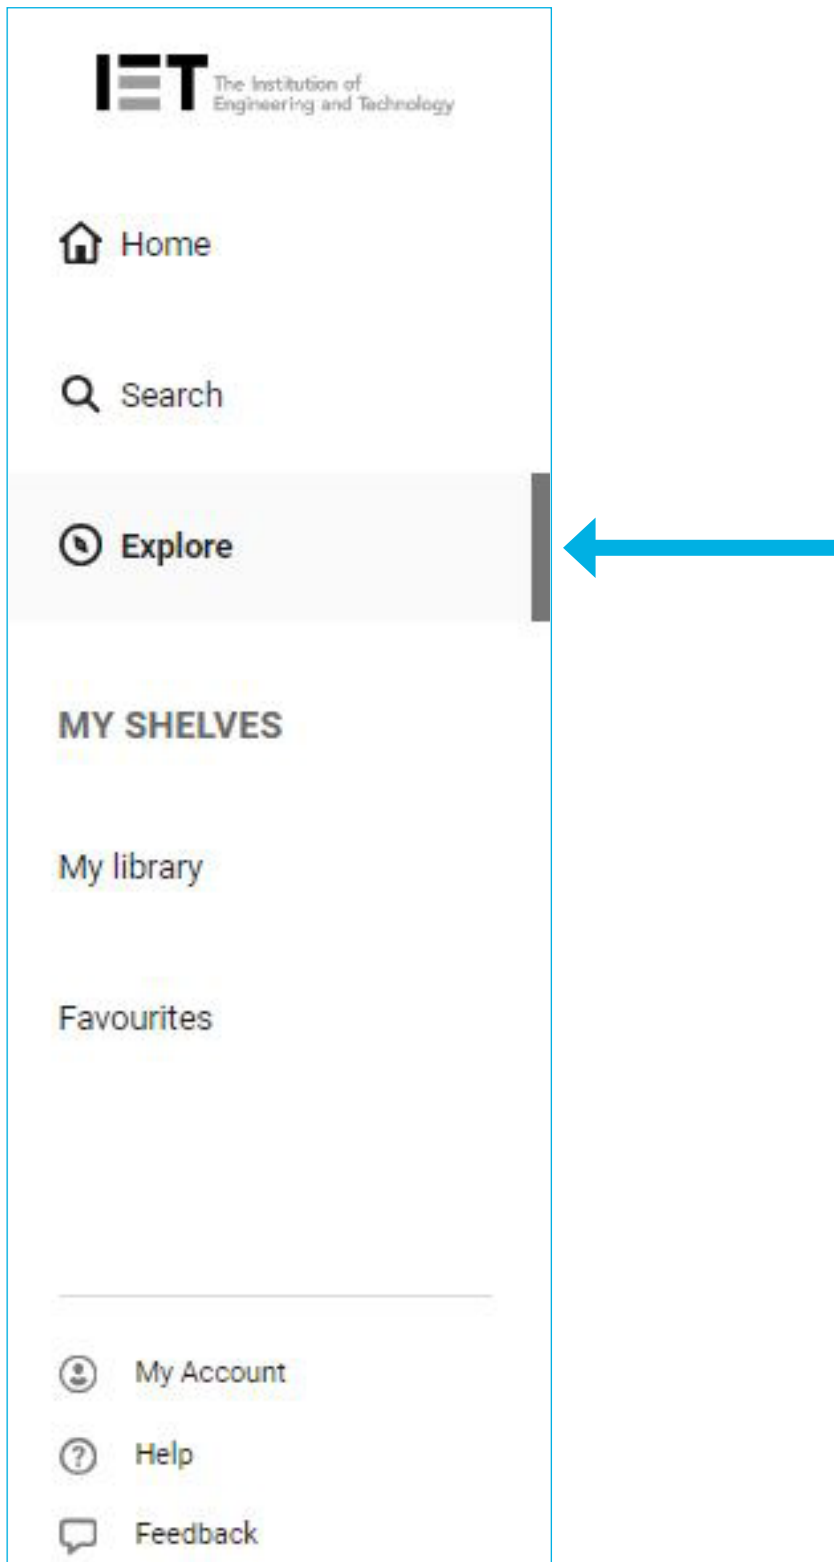 IET The Institution of
Engineering and Technology
Home
Search
Explore
MY SHELVES
My library
Favourites
My Account
Help
Feedback